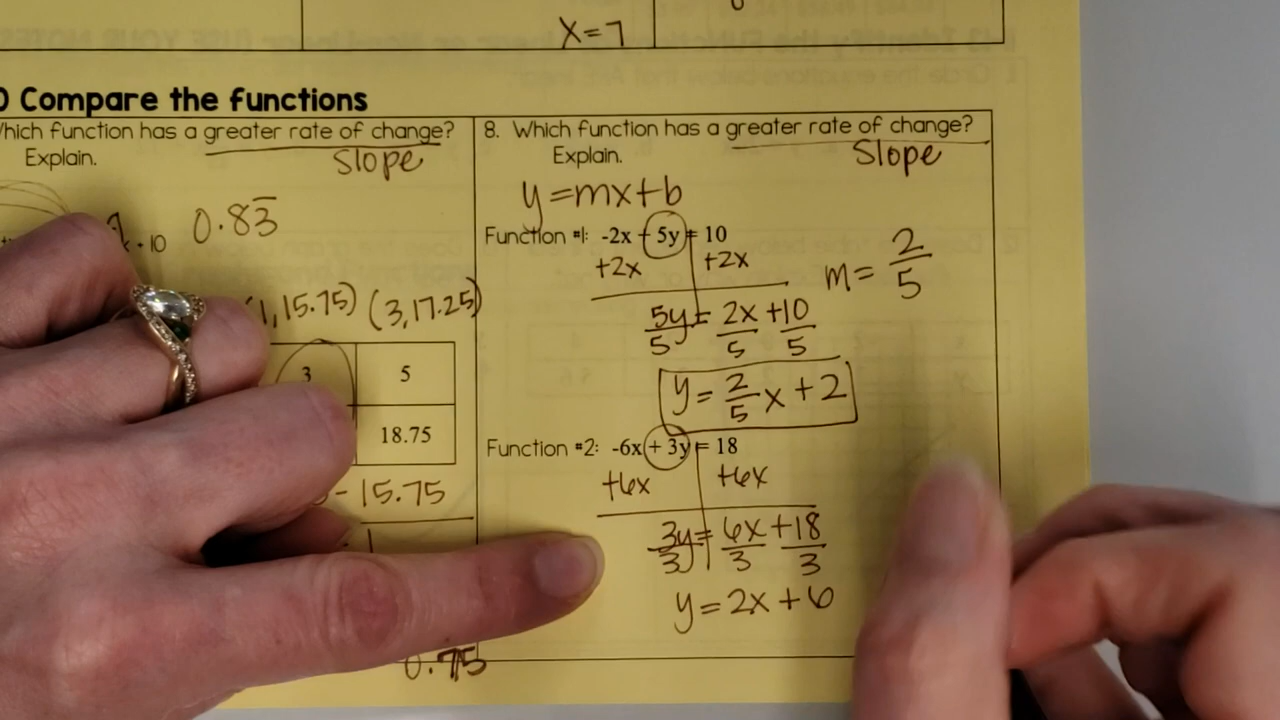 x=7
Compare the functions
Which function has a greater rate of change?
Explain.
Slope
0.83̅
+ 10
(1,15.75) (3,17.25)
3 5
18.75
- 15.75
- 1
0.75
8. Which function has a greater rate of change?
Explain.
Slope
y=mx+b
Function #1: -2x + 5y = 10
+2x +2x
m= 2/5
5y/5 = 2x/5 +10/5
y= 2/5 x +2
Function #2: -6x + 3y = 18
+6x +6x
3y/3 = 6x/3 +18/3
y=2x+6